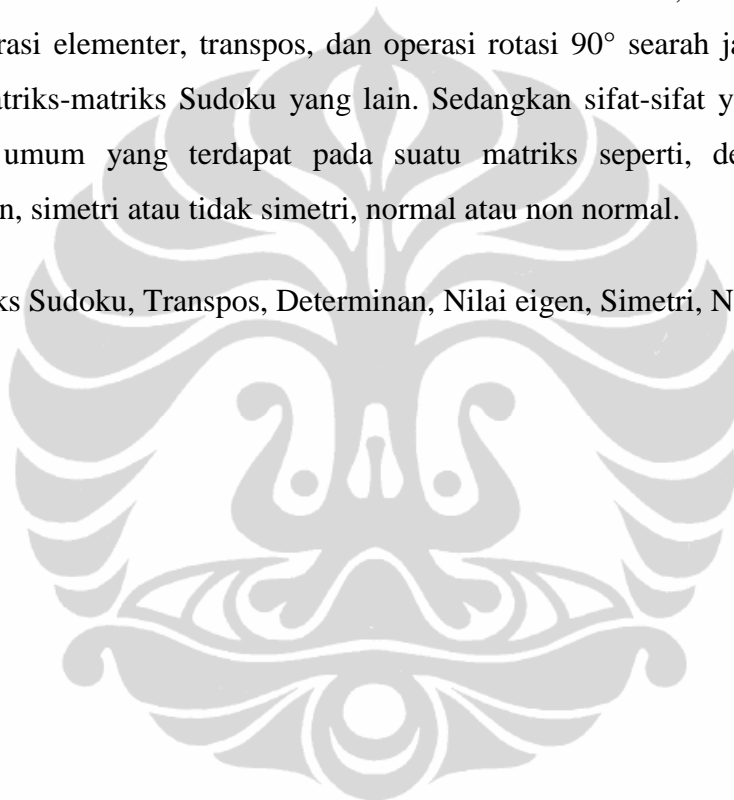 rasi elementer, transpos, dan operasi rotasi 90° searah ja
atriks-matriks Sudoku yang lain. Sedangkan sifat-sifat y
umum yang terdapat pada suatu matriks seperti, de
n, simetri atau tidak simetri, normal atau non normal.
ks Sudoku, Transpos, Determinan, Nilai eigen, Simetri, N